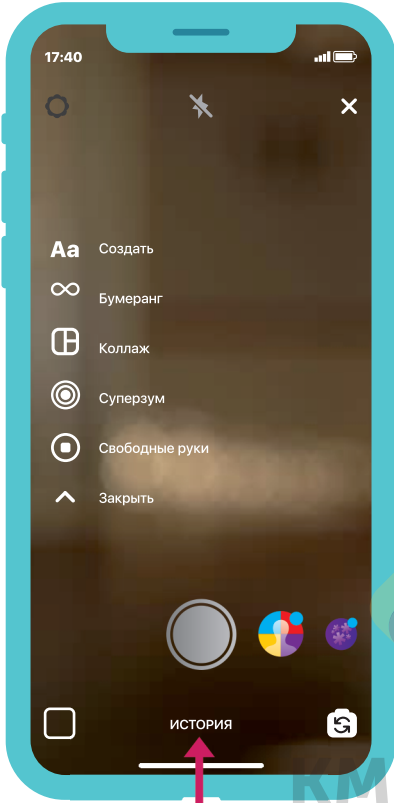 17:40
Aa Создать
Бумеранг
Коллаж
Суперзум
Свободные руки
Закрыть
ИСТОРИЯ
КМ